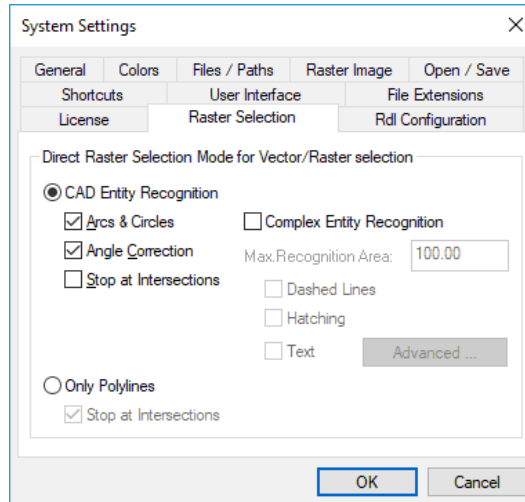 System Settings
General Colors Files / Paths Raster Image Open / Save
Shortcuts User Interface File Extensions
License Raster Selection Rdl Configuration
Direct Raster Selection Mode for Vector/Raster selection
CAD Entity Recognition
Arcs & Circles Complex Entity Recognition
Angle Correction Max.Recognition Area: 100.00
Stop at Intersections
Dashed Lines
Hatching
Text Advanced ...
Only Polylines
Stop at Intersections
OK Cancel